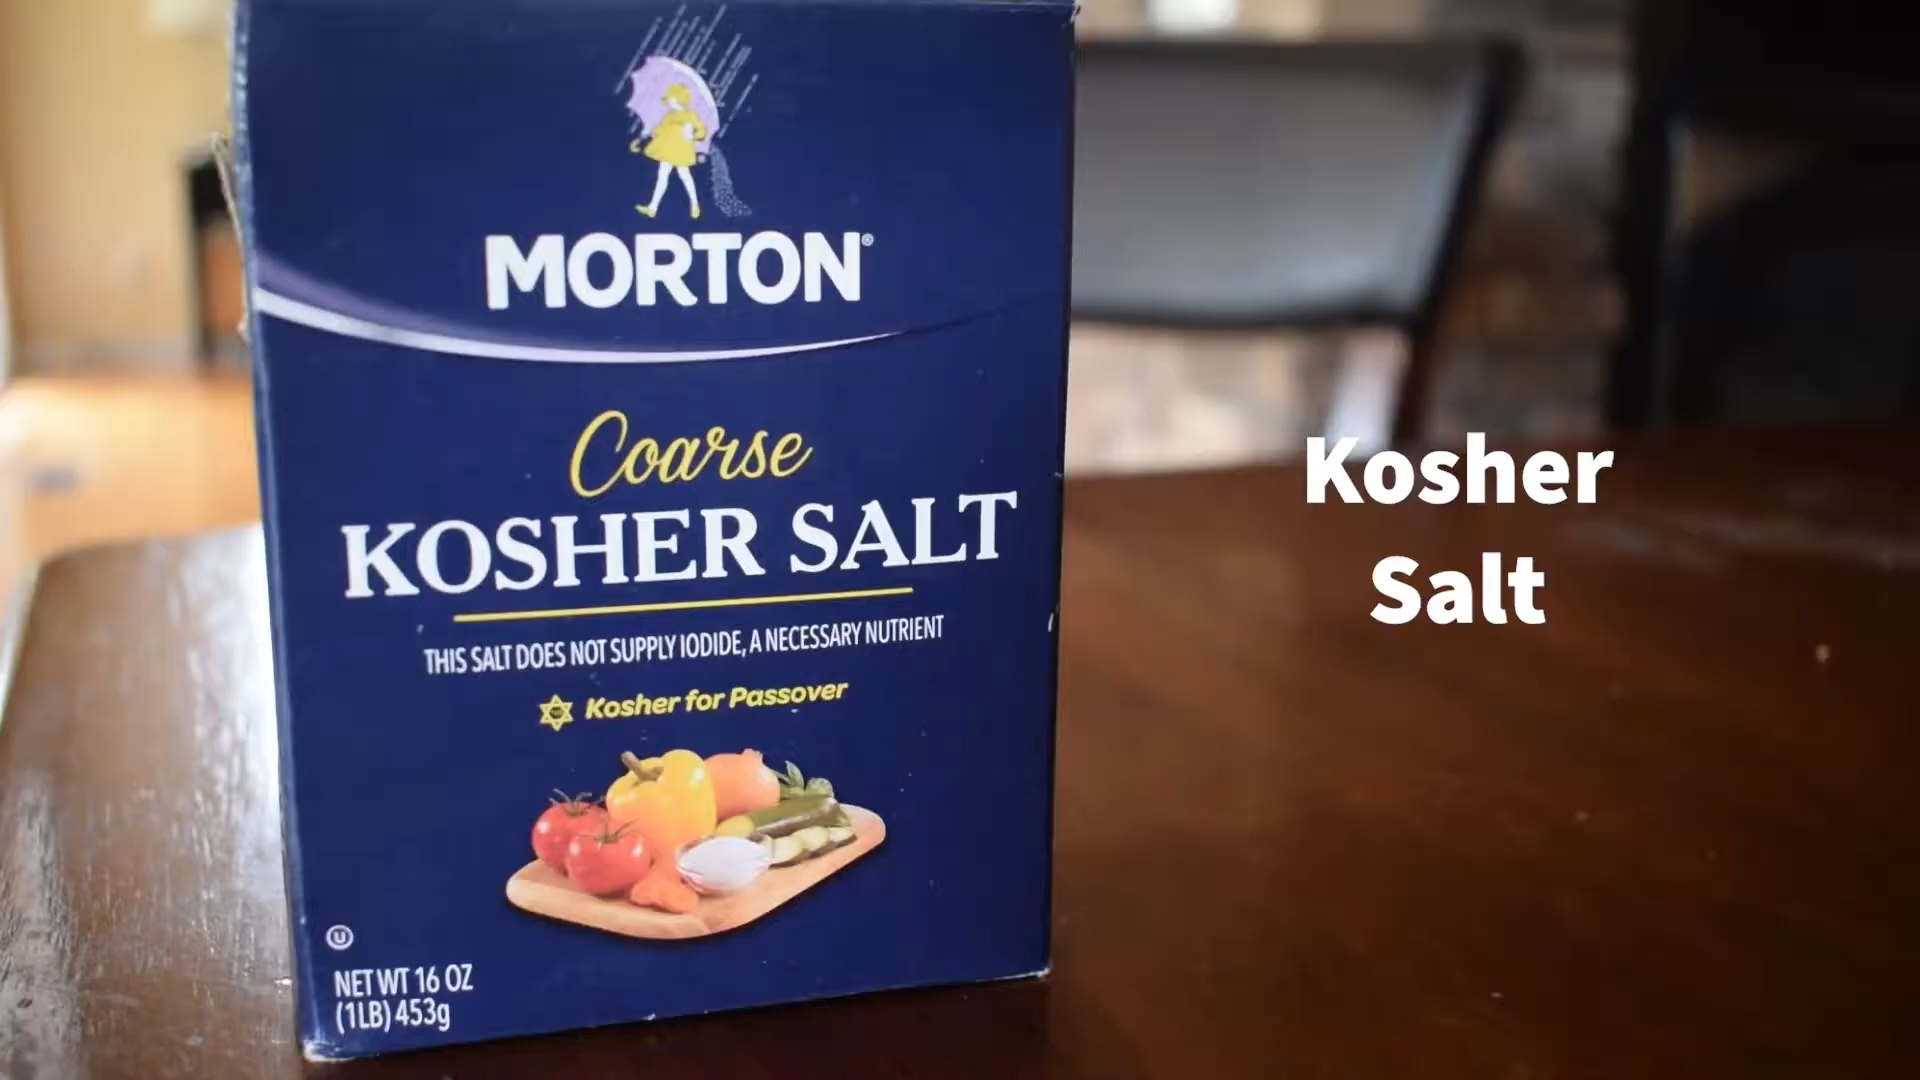 MORTON®
Coarse
KOSHER SALT
THIS SALT DOES NOT SUPPLY IODIDE, A NECESSARY NUTRIENT
Kosher for Passover
U
NET WT 16 OZ
(1LB) 453g
Kosher
Salt